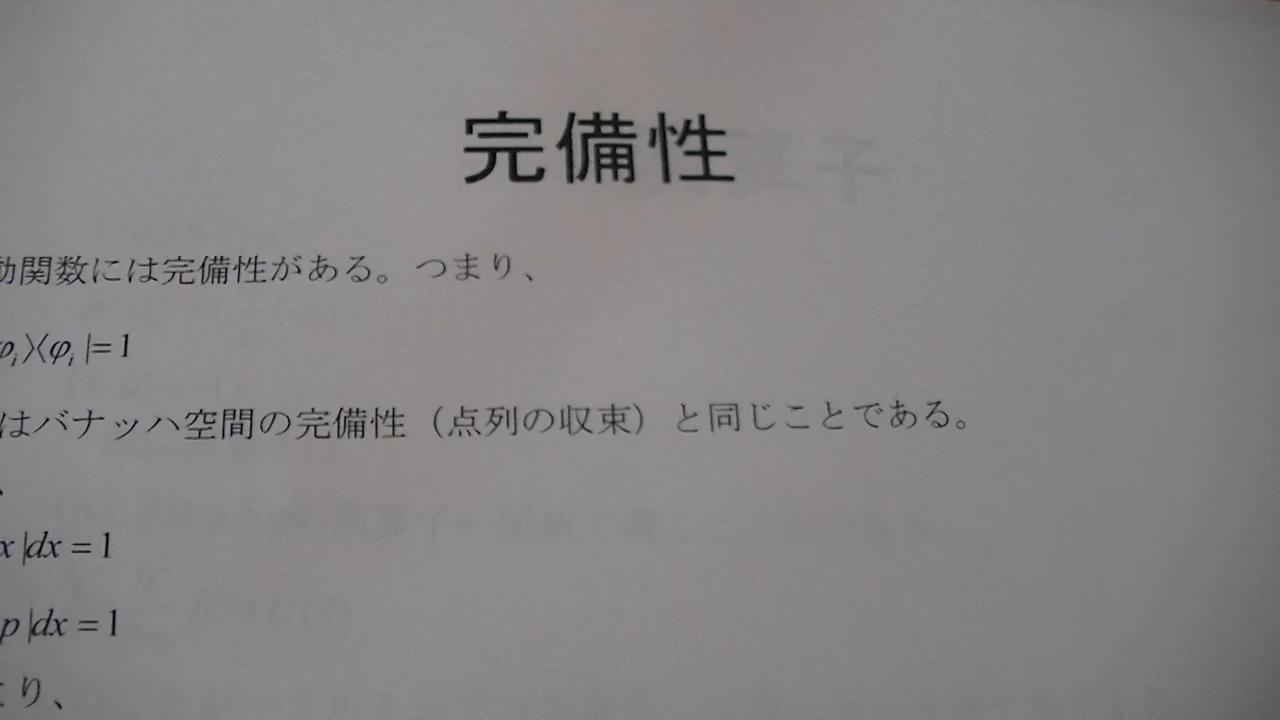 完備性
動関数には完備性がある。つまり、
φᵢ⟩⟨φᵢ|=1
はバナッハ空間の完備性（点列の収束）と同じことである。
、
x|dx=1
p|dx=1
り、